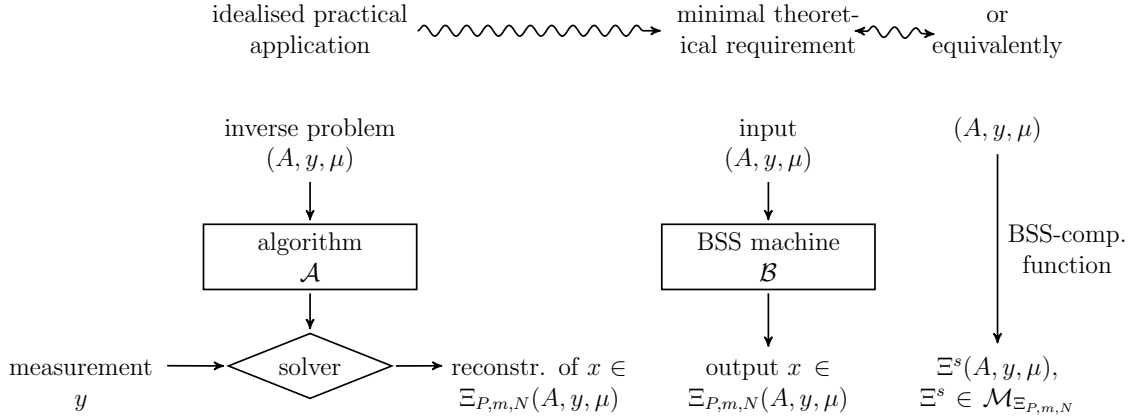 idealised practical
application
minimal theoret-
ical requirement
or
equivalently
inverse problem
(A, y, μ)
input
(A, y, μ)
(A, y, μ)
algorithm
𝒜
BSS machine
ℬ
BSS-comp.
function
measurement
y
solver
reconstr. of x ∈
Ξ_{P,m,N}(A, y, μ)
output x ∈
Ξ_{P,m,N}(A, y, μ)
Ξ^s(A, y, μ),
Ξ^s ∈ ℳ_{Ξ_{P,m,N}}